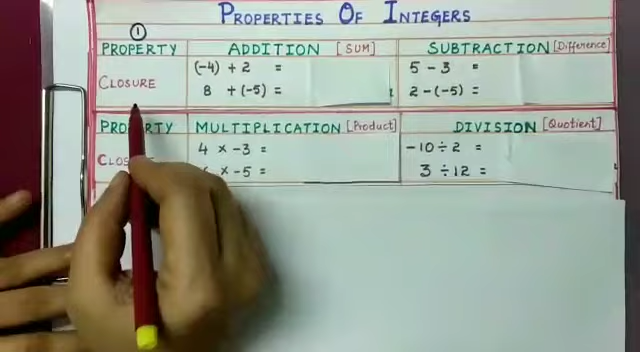 PROPERTIES OF INTEGERS
1
PROPERTY ADDITION [SUM] SUBTRACTION [Difference]
CLOSURE (-4) + 2 = 5 - 3 =
8 + (-5) = 2 - (-5) =
PROPERTY MULTIPLICATION [Product] DIVISION [Quotient]
4 × -3 = -10 ÷ 2 =
× -5 = 3 ÷ 12 =